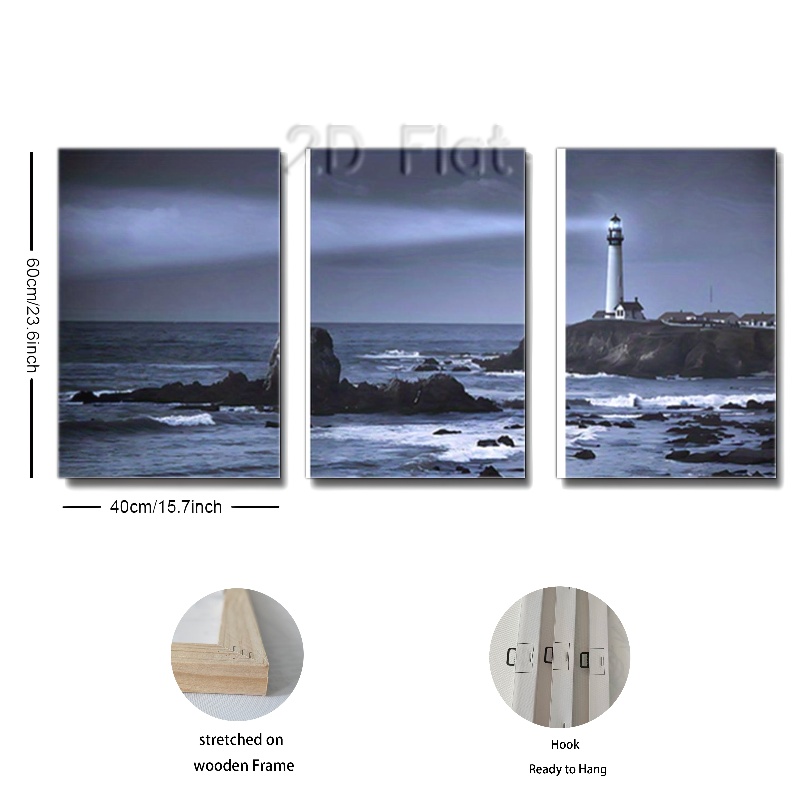 2D Flat
60cm/23.6inch
40cm/15.7inch
stretched on
wooden Frame
Hook
Ready to Hang